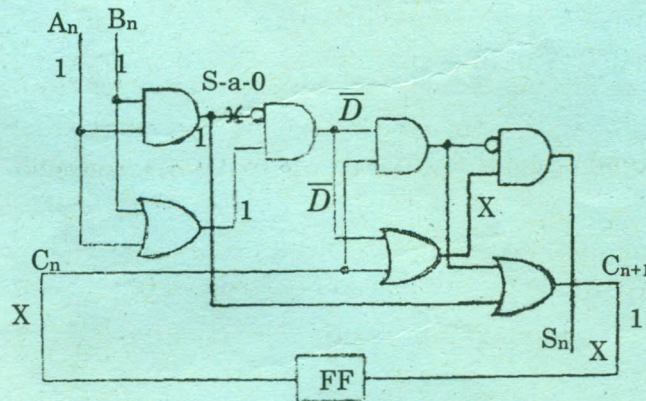 Aₙ Bₙ
1 1
S-a-0
D̅
1
D̅
1
X
Cₙ
Cₙ₊₁
X
1
Sₙ
X
FF